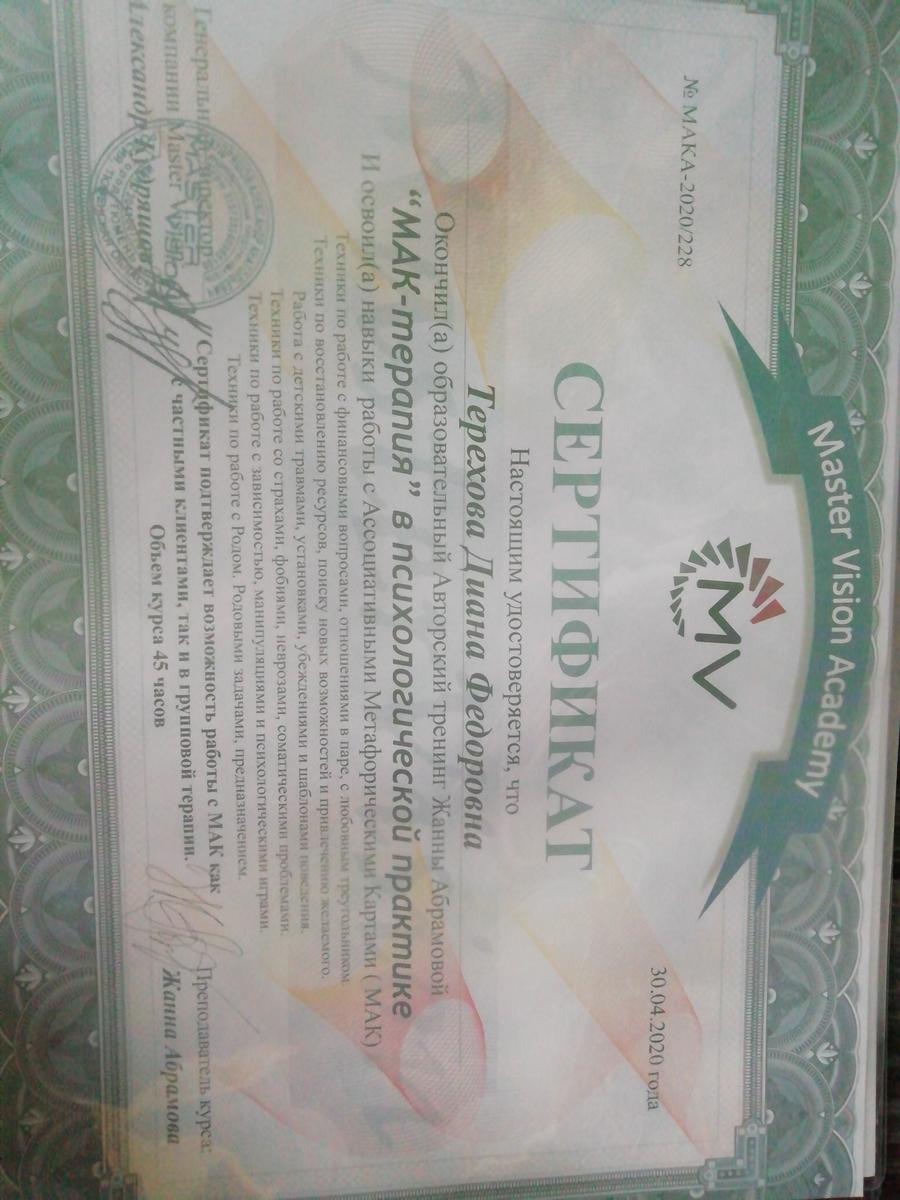 Master Vision Academy
MV
№ МАКА-2020/228
30.04.2020 года
СЕРТИФИКАТ
Настоящим удостоверяется, что
Терехова Диана Федоровна
Окончил(а) образовательный Авторский тренинг Жанны Абрамовой
“МАК-терапия” в психологической практике
И освоил(а) навыки работы с Ассоциативными Метафорическими Картами ( МАК)
Техники по работе с финансовыми вопросами, отношениями в паре, с любовным треугольником.
Техники по восстановлению ресурсов, поиску новых возможностей и привлечению желаемого.
Работа с детскими травмами, установками, убеждениями и шаблонами поведения.
Техники по работе со страхами, фобиями, неврозами, соматическими проблемами.
Техники по работе с зависимостью, манипуляциями и психологическими играми.
Техники по работе с Родом. Родовыми задачами, предназначением.
Сертификат подтверждает возможность работы с МАК как
с частными клиентами, так и в групповой терапии.
Объем курса 45 часов
Генеральный директор
компании Master Vision
Александр
MASTER
Преподаватель курса:
Жанна Абрамова